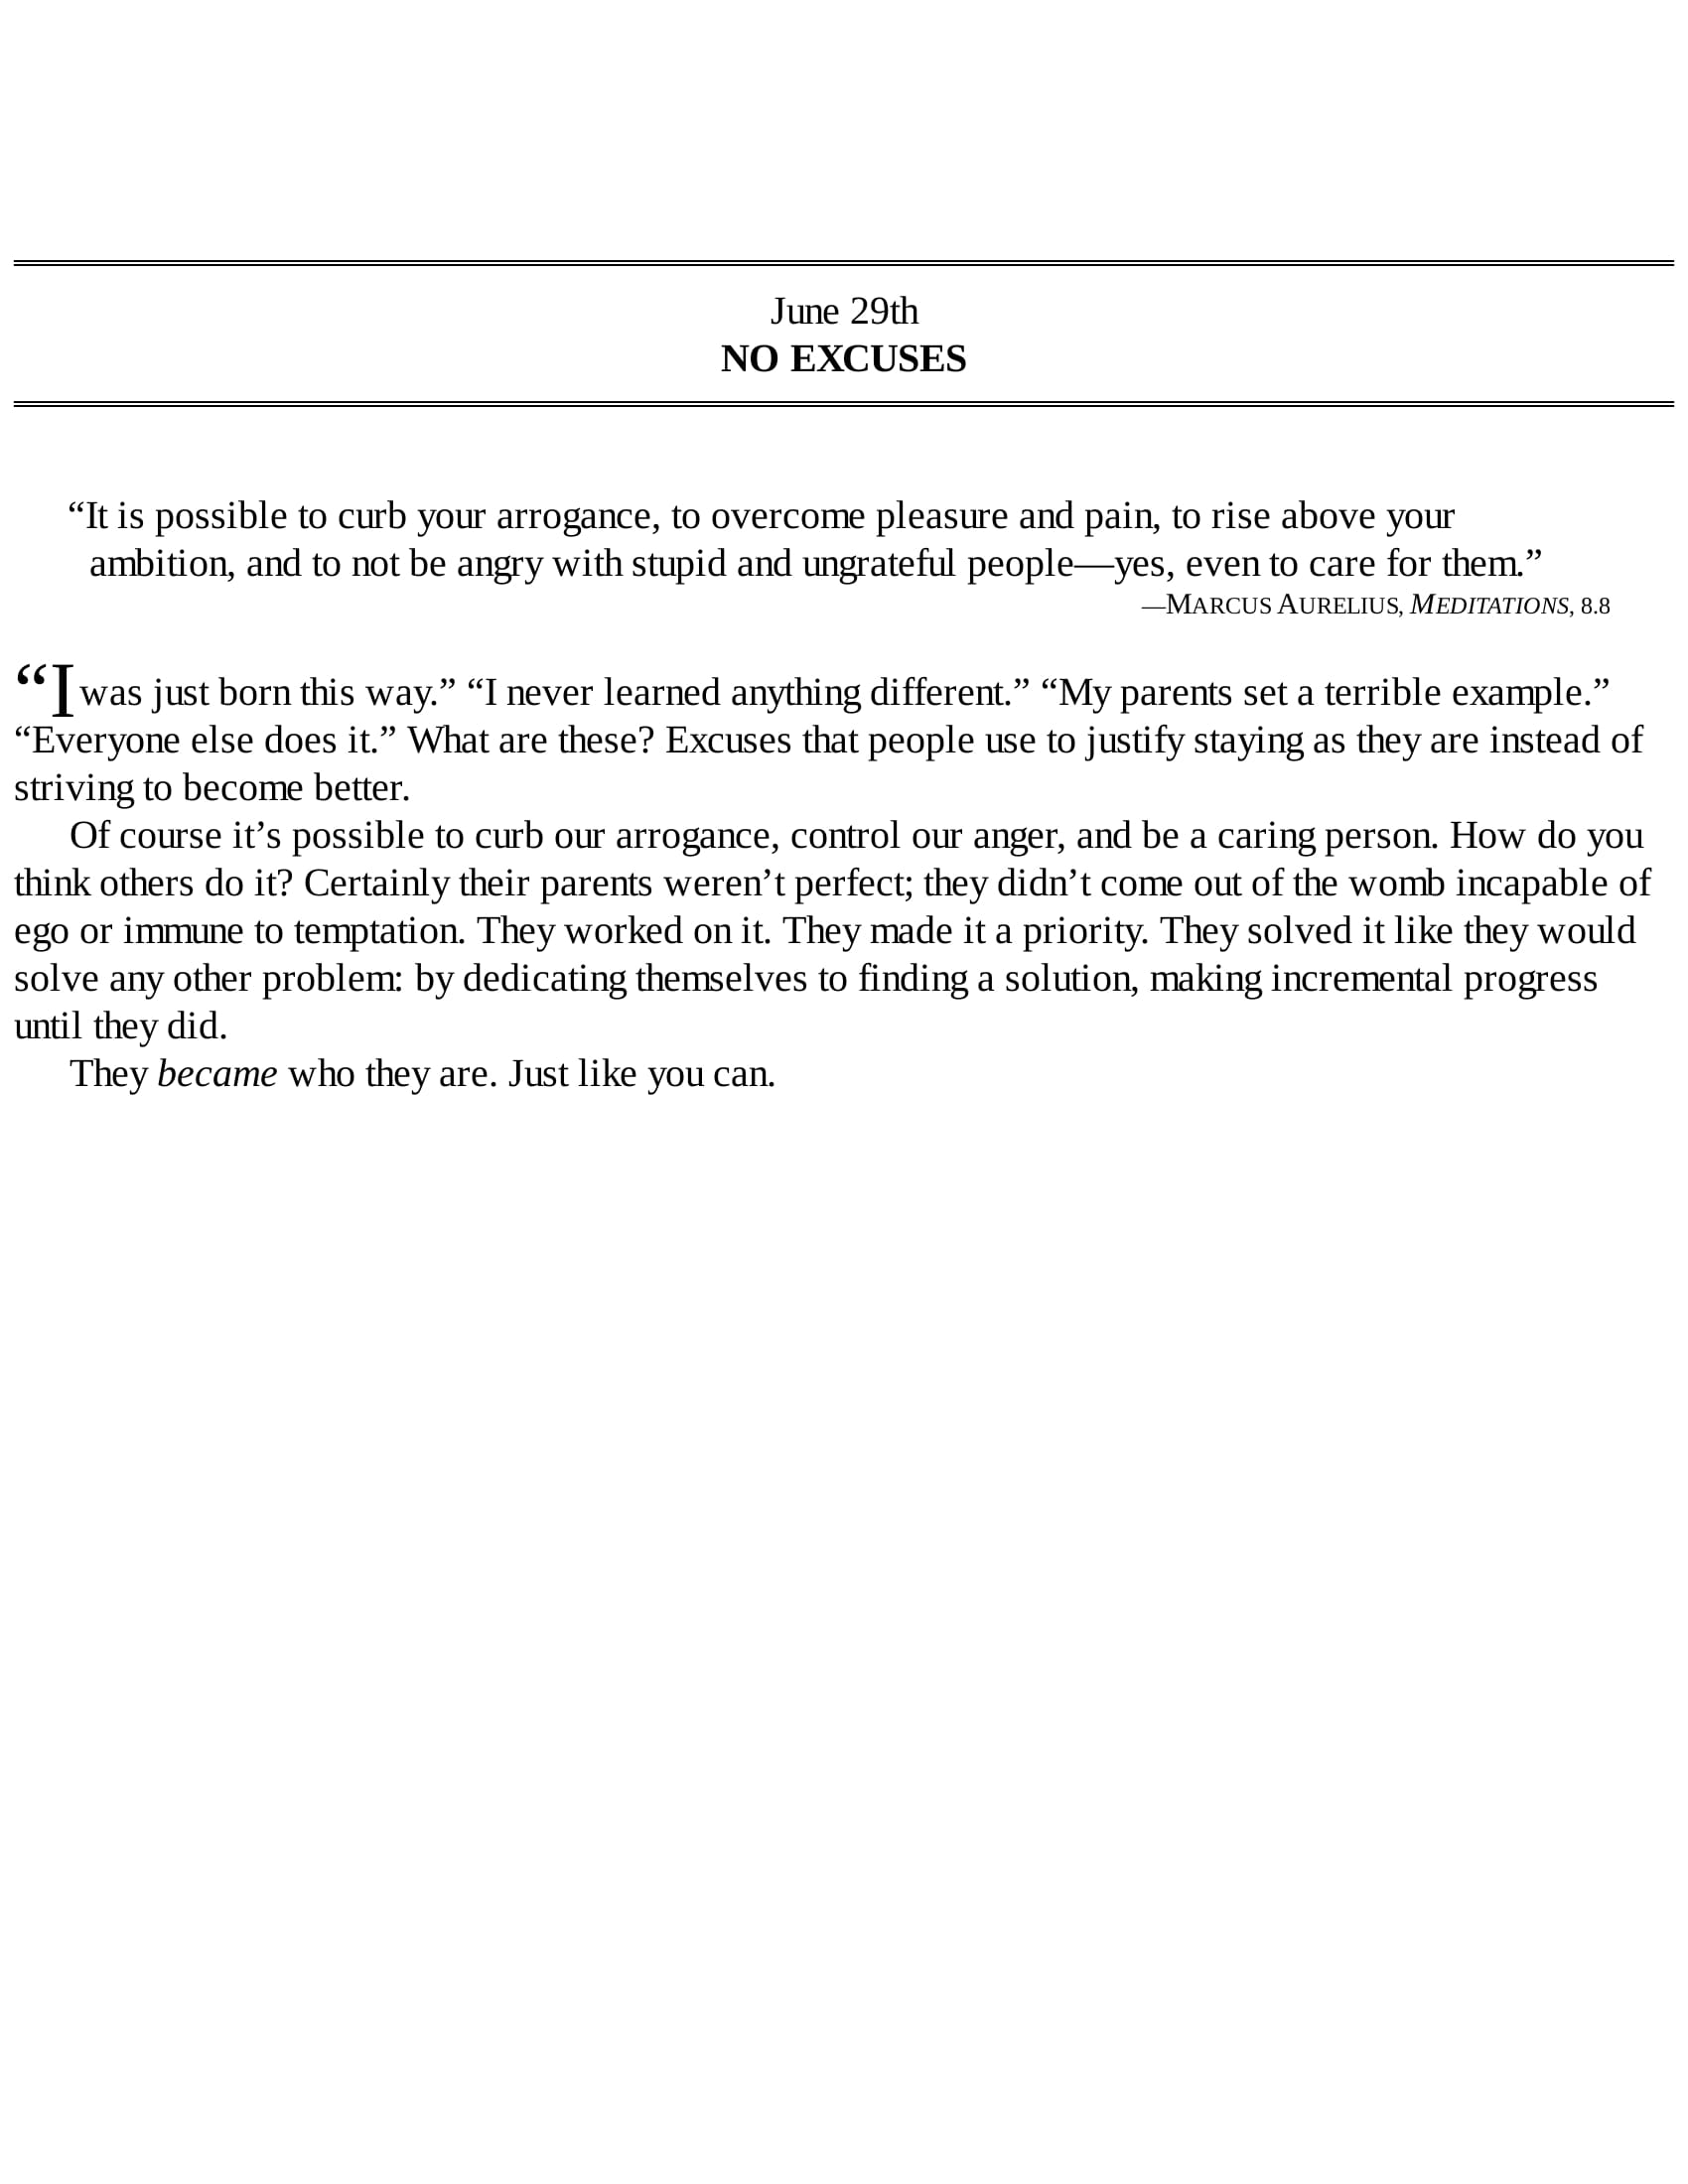 June 29th
NO EXCUSES
“It is possible to curb your arrogance, to overcome pleasure and pain, to rise above your
ambition, and to not be angry with stupid and ungrateful people—yes, even to care for them.”
—MARCUS AURELIUS, MEDITATIONS, 8.8
“I was just born this way.” “I never learned anything different.” “My parents set a terrible example.”
“Everyone else does it.” What are these? Excuses that people use to justify staying as they are instead of
striving to become better.
Of course it’s possible to curb our arrogance, control our anger, and be a caring person. How do you
think others do it? Certainly their parents weren’t perfect; they didn’t come out of the womb incapable of
ego or immune to temptation. They worked on it. They made it a priority. They solved it like they would
solve any other problem: by dedicating themselves to finding a solution, making incremental progress
until they did.
They became who they are. Just like you can.